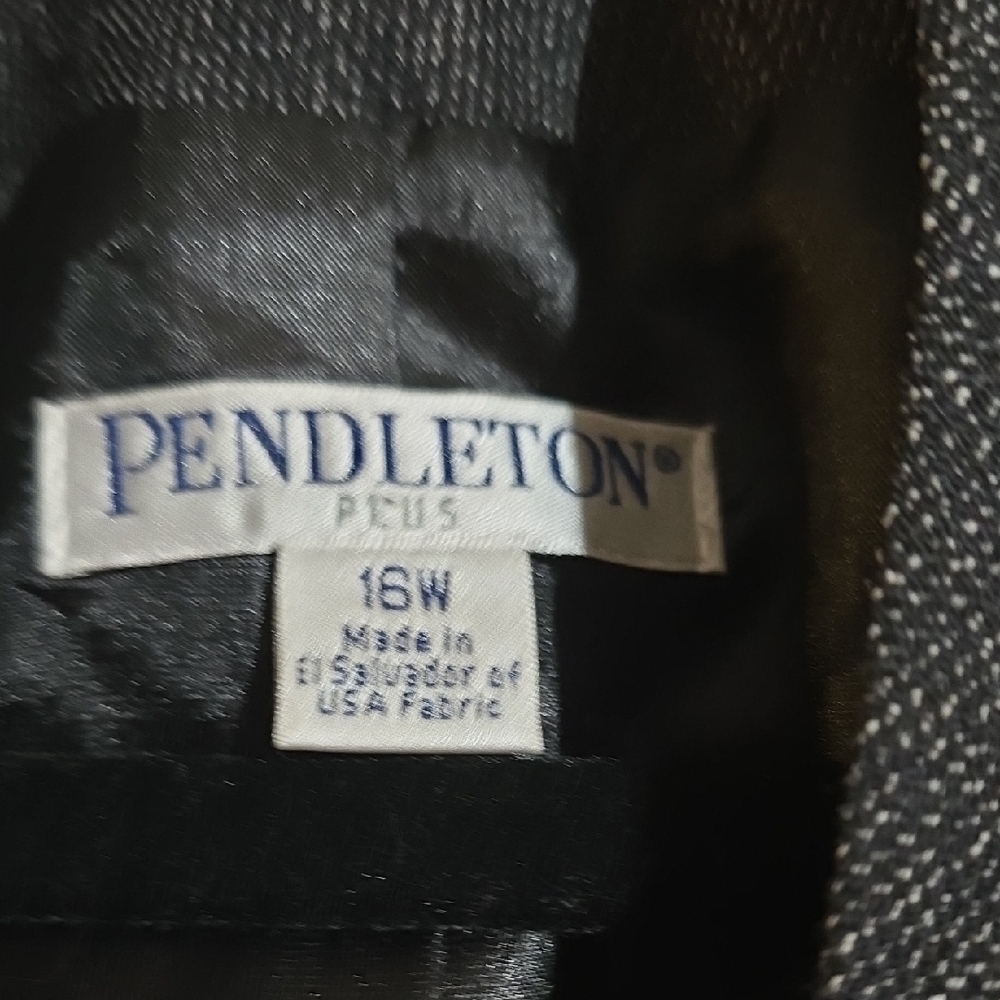 PENDLETON®
PLUS
16W
Made in
El Salvador of
USA Fabric